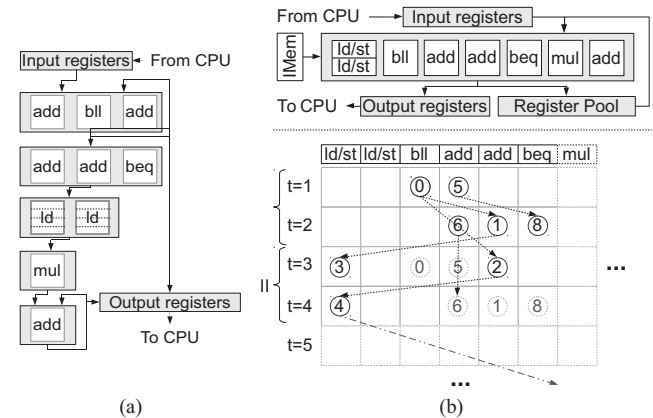 Input registers
From CPU
add bll add
add add beq
ld ld
mul
add
Output registers
To CPU
(a)
From CPU
Input registers
IMem
ld/st
ld/st
bll add add beq mul add
To CPU
Output registers
Register Pool
ld/st ld/st bll add add beq mul
t=1 0 5
t=2 6 1 8
t=3 3 0 5 2
II
...
t=4 4 6 1 8
t=5
...
(b)